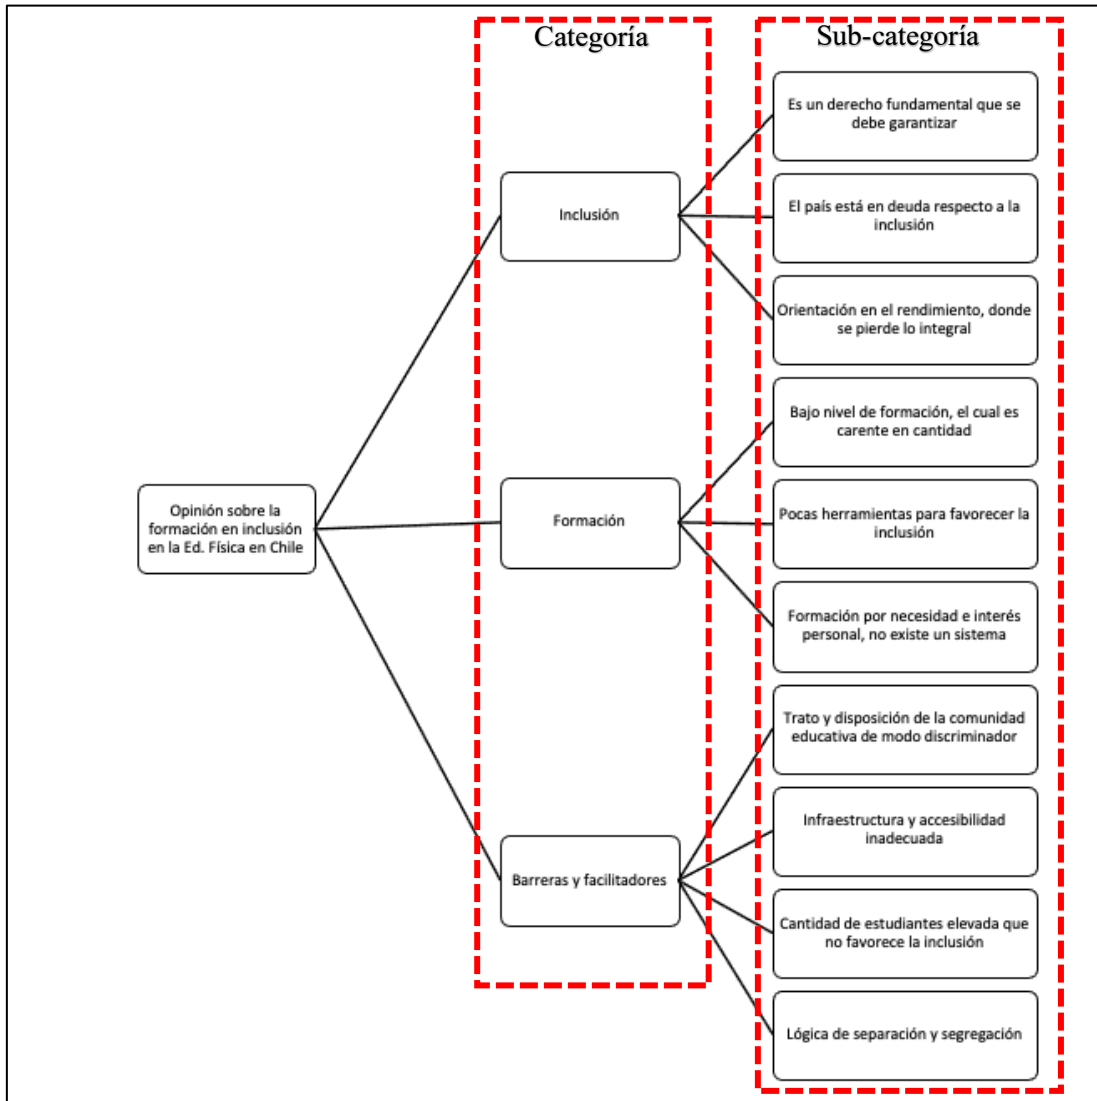 Categoría
Sub-categoría
Es un derecho fundamental que se
debe garantizar
Inclusión
El país está en deuda respecto a la
inclusión
Orientación en el rendimiento, donde
se pierde lo integral
Bajo nivel de formación, el cual es
carente en cantidad
Opinión sobre la
formación en inclusión
en la Ed. Física en Chile
Formación
Pocas herramientas para favorecer la
inclusión
Formación por necesidad e interés
personal, no existe un sistema
Trato y disposición de la comunidad
educativa de modo discriminador
Infraestructura y accesibilidad
inadecuada
Barreras y facilitadores
Cantidad de estudiantes elevada que
no favorece la inclusión
Lógica de separación y segregación